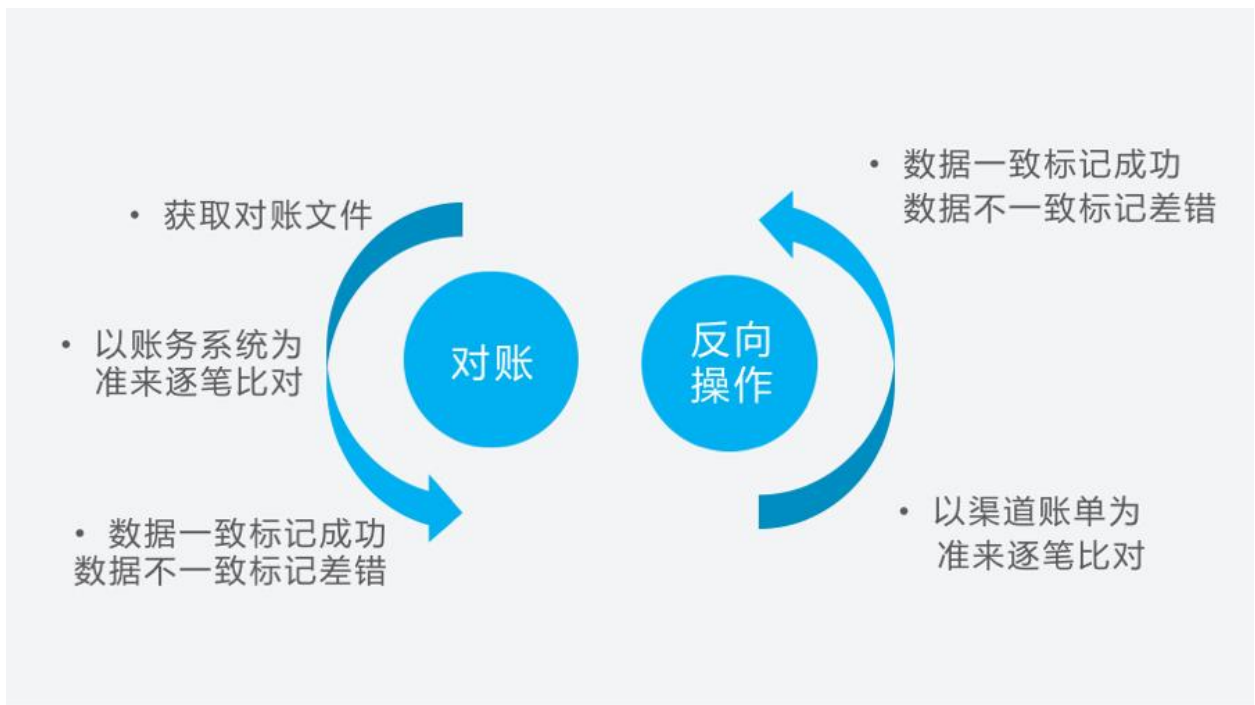 • 获取对账文件
• 以账务系统为
准来逐笔比对
• 数据一致标记成功
数据不一致标记差错
对账
反向
操作
• 数据一致标记成功
数据不一致标记差错
• 以渠道账单为
准来逐笔比对